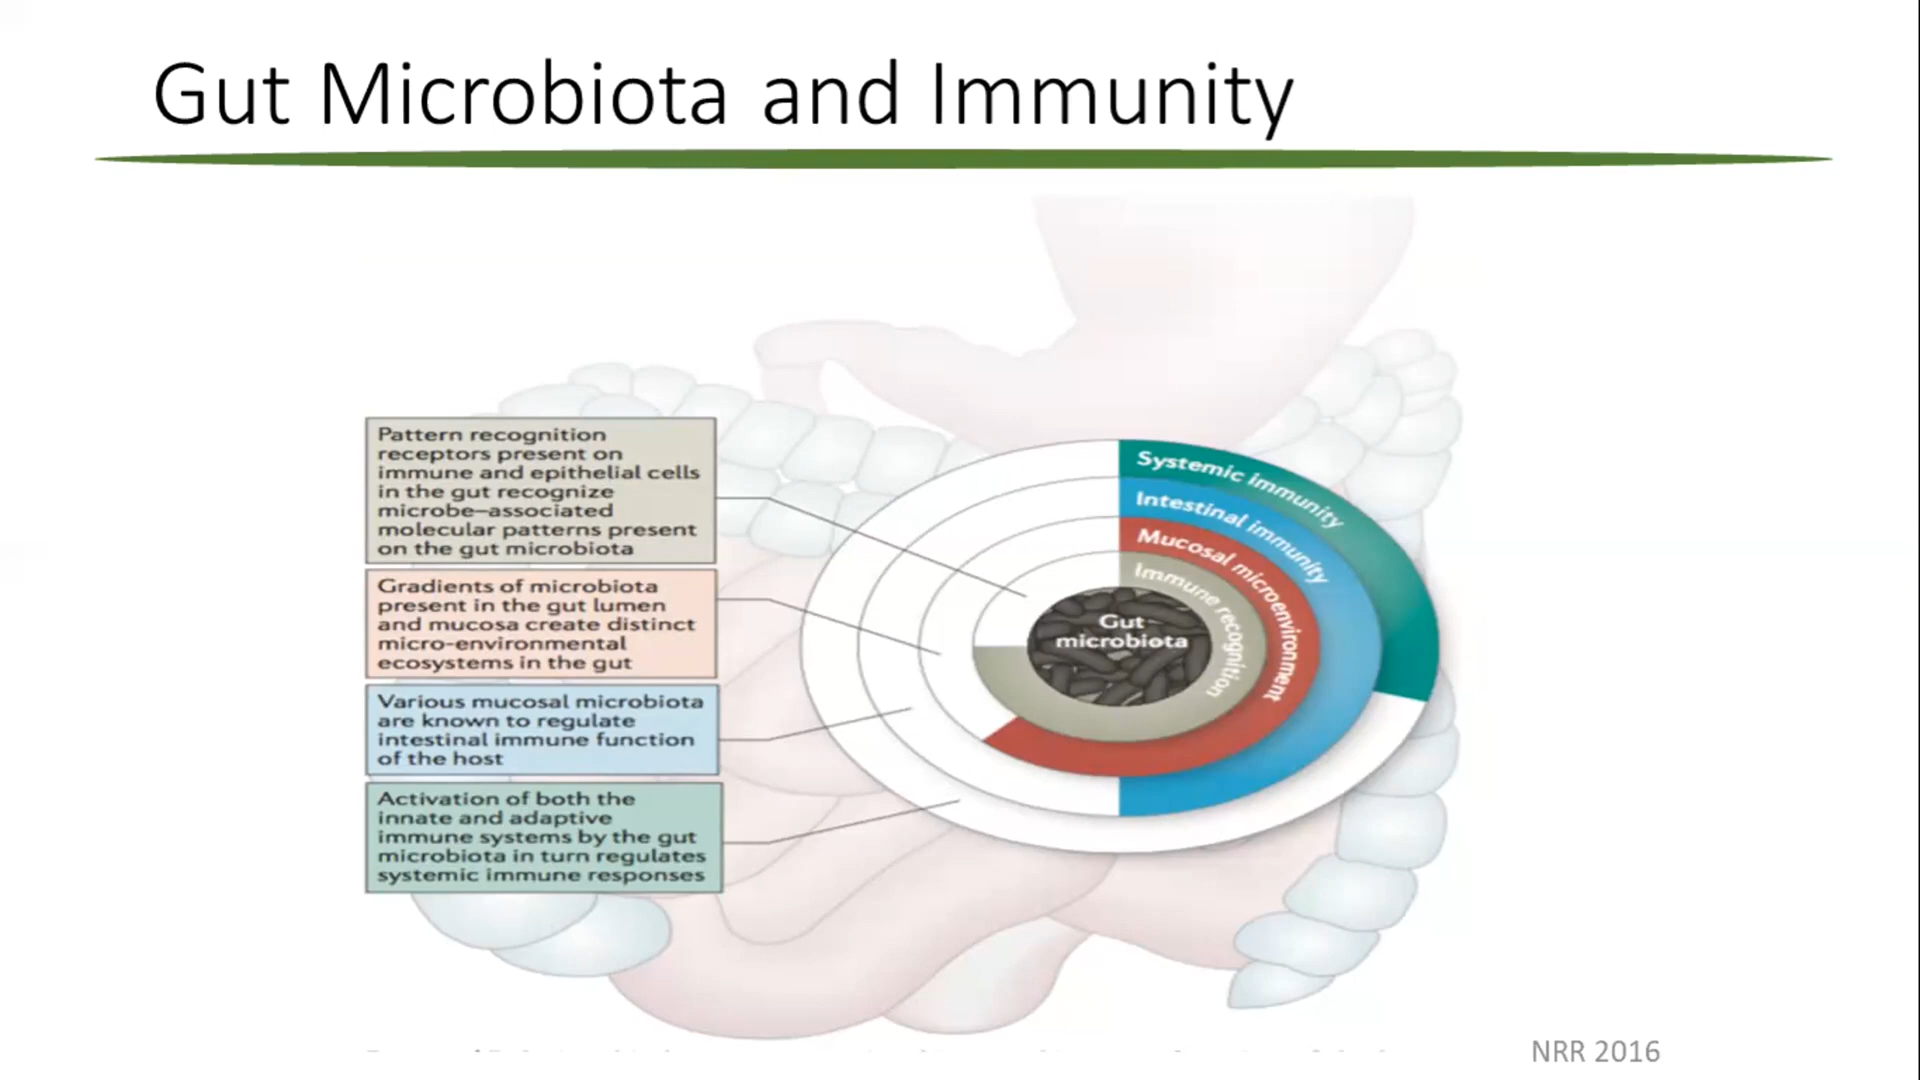 Gut Microbiota and Immunity
Pattern recognition
receptors present on
immune and epithelial cells
in the gut recognize
microbe–associated
molecular patterns present
on the gut microbiota
Gradients of microbiota
present in the gut lumen
and mucosa create distinct
micro-environmental
ecosystems in the gut
Various mucosal microbiota
are known to regulate
intestinal immune function
of the host
Activation of both the
innate and adaptive
immune systems by the gut
microbiota in turn regulates
systemic immune responses
Systemic immunity
Intestinal immunity
Mucosal microenvironment
Immune recognition
Gut
microbiota
NRR 2016